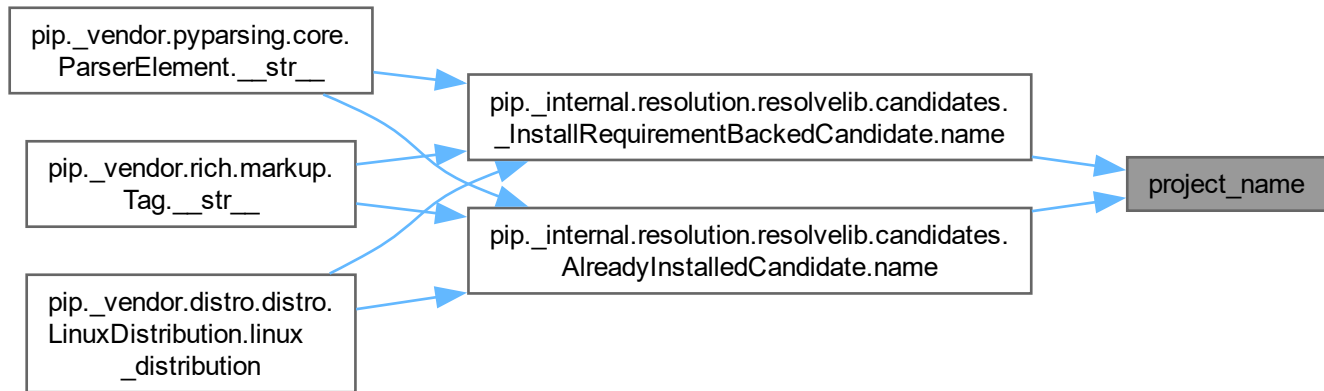 pip._vendor.pyparsing.core.
ParserElement.__str__
pip._vendor.rich.markup.
Tag.__str__
pip._vendor.distro.distro.
LinuxDistribution.linux
_distribution
pip._internal.resolution.resolvelib.candidates.
_InstallRequirementBackedCandidate.name
pip._internal.resolution.resolvelib.candidates.
AlreadyInstalledCandidate.name
project_name